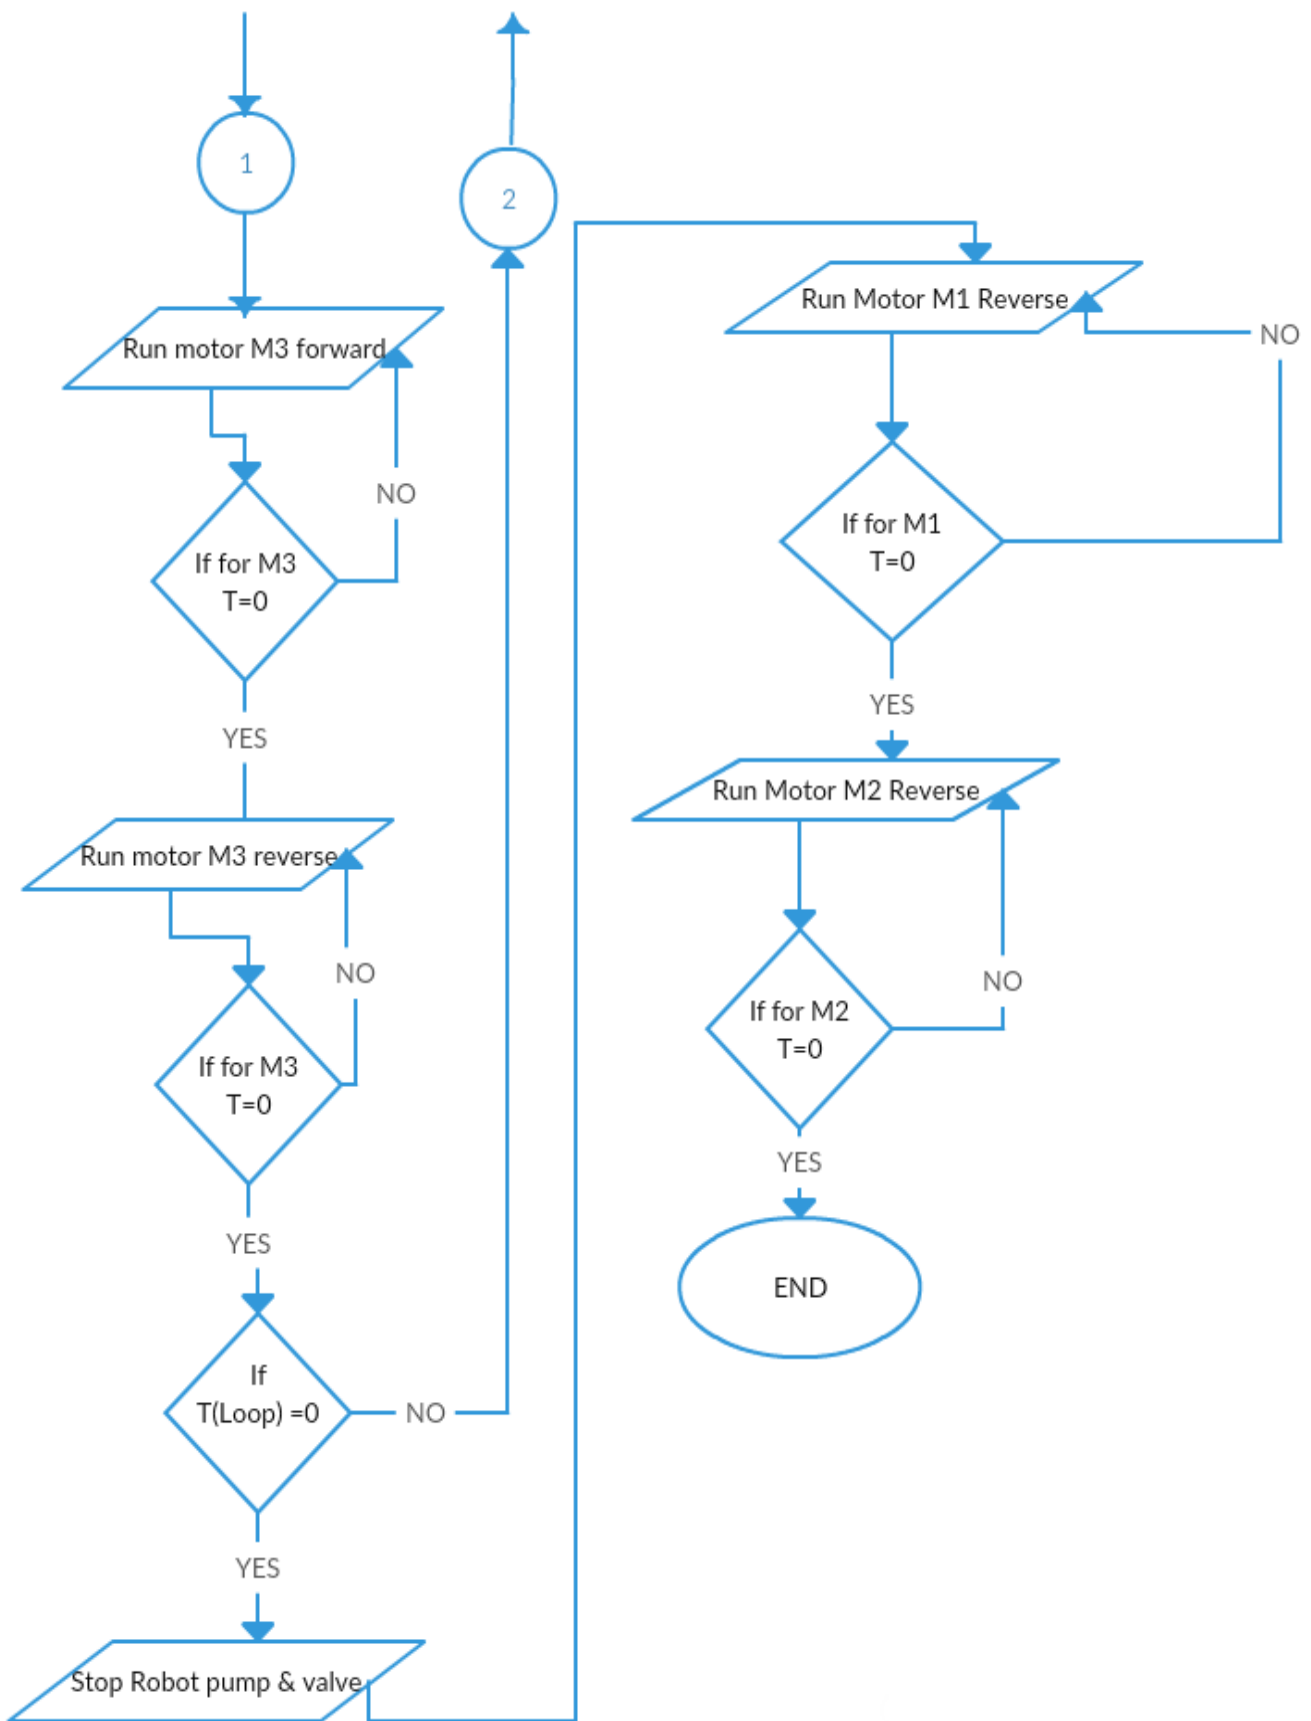 1
2
Run motor M3 forward
NO
If for M3
T=0
YES
Run motor M3 reverse
NO
If for M3
T=0
YES
If
T(Loop) =0
NO
YES
Stop Robot pump & valve
Run Motor M1 Reverse
NO
If for M1
T=0
YES
Run Motor M2 Reverse
NO
If for M2
T=0
YES
END